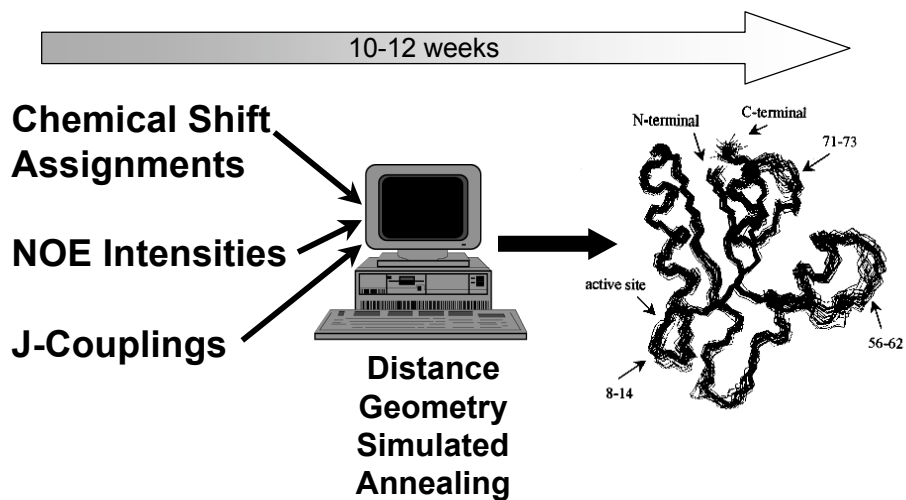 10-12 weeks
Chemical Shift
Assignments
NOE Intensities
J-Couplings
Distance
Geometry
Simulated
Annealing
N-terminal
C-terminal
71-73
active site
56-62
8-14